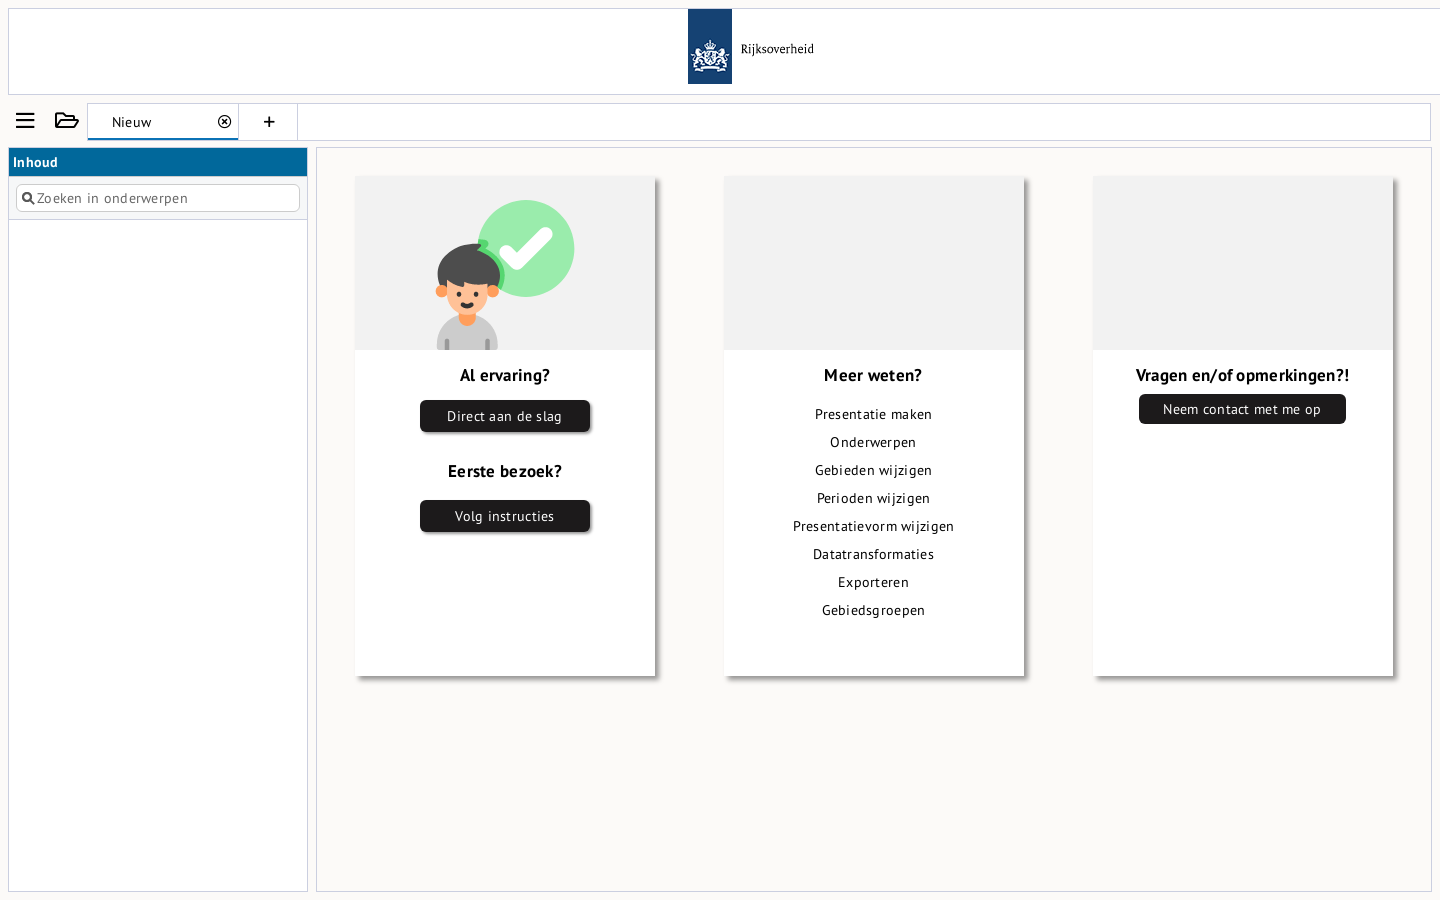 Rijksoverheid
Nieuw
+
Inhoud
Zoeken in onderwerpen
Al ervaring?
Direct aan de slag
Eerste bezoek?
Volg instructies
Meer weten?
Presentatie maken
Onderwerpen
Gebieden wijzigen
Perioden wijzigen
Presentatievorm wijzigen
Datatransformaties
Exporteren
Gebiedsgroepen
Vragen en/of opmerkingen?!
Neem contact met me op